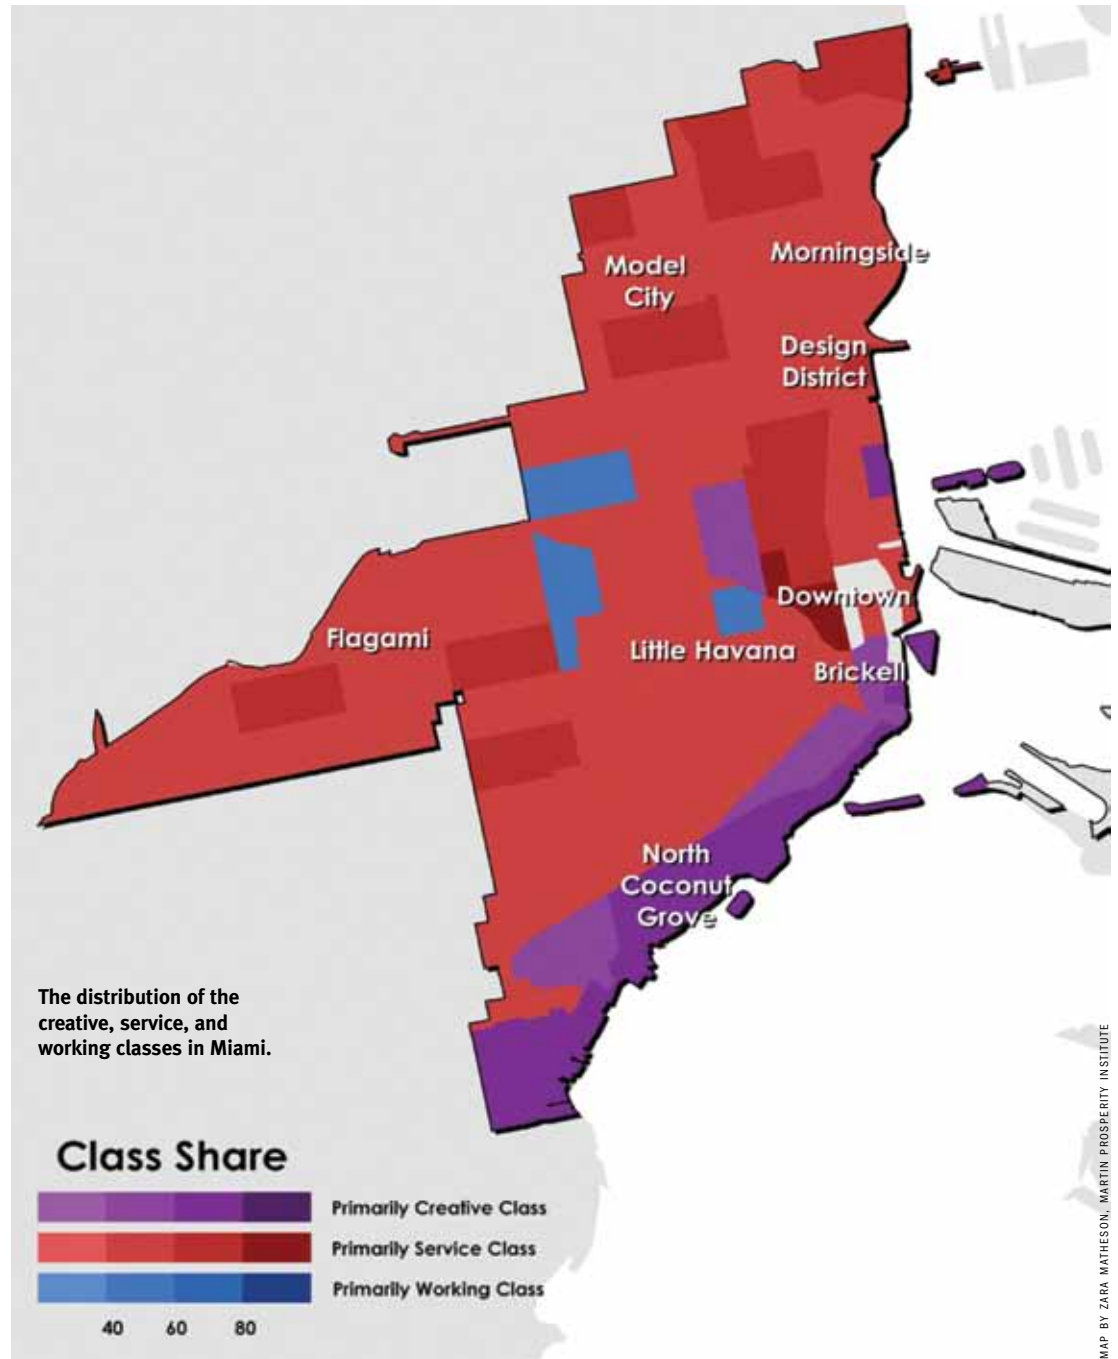 Morningside
Model
City
Design
District
Downtown
Flagami
Little Havana
Brickell
North
Coconut
Grove
The distribution of the
creative, service, and
working classes in Miami.
Class Share
Primarily Creative Class
Primarily Service Class
Primarily Working Class
40 60 80
MAP BY ZARA MATHESON, MARTIN PROSPERITY INSTITUTE